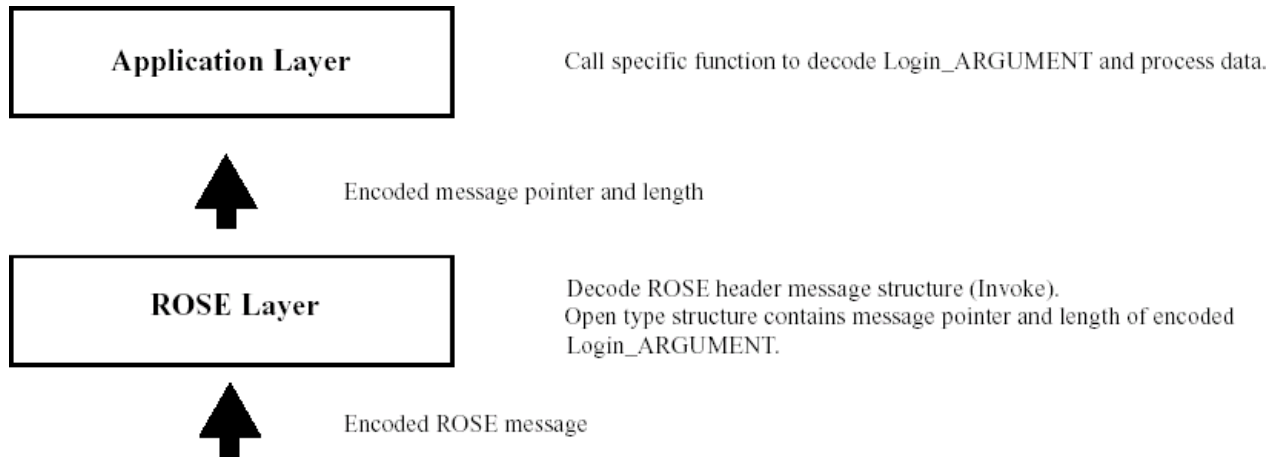 Application Layer
Call specific function to decode Login_ARGUMENT and process data.
Encoded message pointer and length
ROSE Layer
Decode ROSE header message structure (Invoke).
Open type structure contains message pointer and length of encoded
Login_ARGUMENT.
Encoded ROSE message